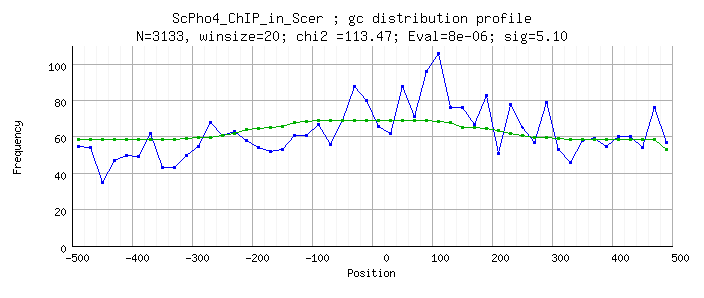 ScPho4_ChIP_in_Scer ; gc distribution profile
N=3133, winsize=20; chi2 =113.47; Eval=8e-06; sig=5.10
100
80
60
40
20
0
Frequency
-500 -400 -300 -200 -100 0 100 200 300 400 500
Position